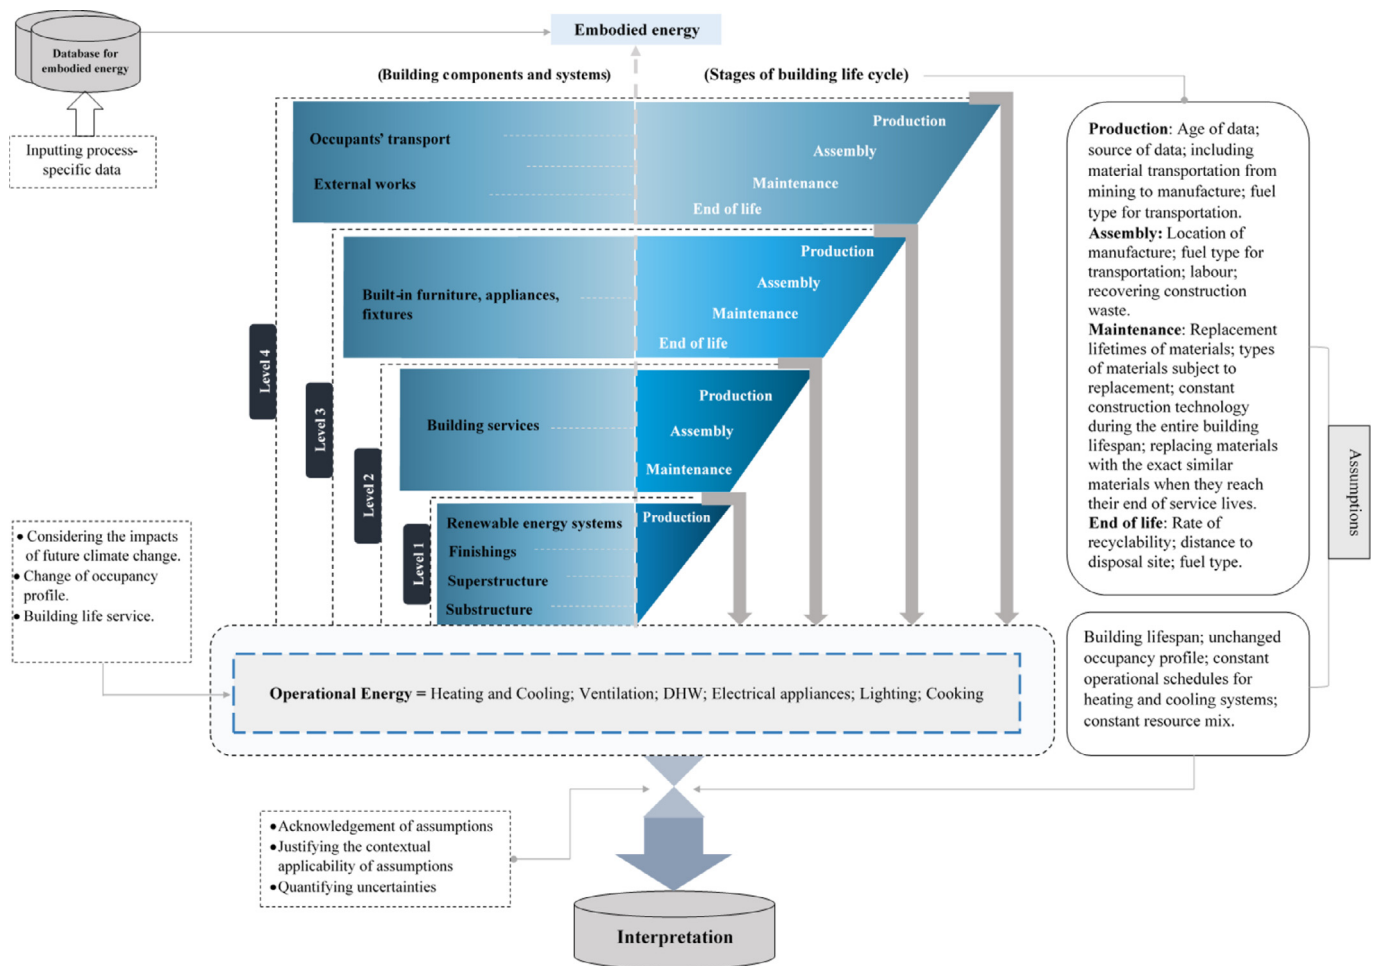 Embodied energy
Database for
embodied energy
Inputting process-
specific data
(Building components and systems)
(Stages of building life cycle)
Occupants' transport
External works
Production
Assembly
Maintenance
End of life
Level 4
Built-in furniture, appliances,
fixtures
Production
Assembly
Maintenance
End of life
Level 3
Building services
Production
Assembly
Maintenance
Level 2
Renewable energy systems
Finishings
Superstructure
Substructure
Production
Level 1
Production: Age of data;
source of data; including
material transportation from
mining to manufacture; fuel
type for transportation.
Assembly: Location of
manufacture; fuel type for
transportation; labour;
recovering construction
waste.
Maintenance: Replacement
lifetimes of materials; types
of materials subject to
replacement; constant
construction technology
during the entire building
lifespan; replacing materials
with the exact similar
materials when they reach
their end of service lives.
End of life: Rate of
recyclability; distance to
disposal site; fuel type.
Assumptions
Building lifespan; unchanged
occupancy profile; constant
operational schedules for
heating and cooling systems;
constant resource mix.
• Considering the impacts
of future climate change.
• Change of occupancy
profile.
• Building life service.
Operational Energy = Heating and Cooling; Ventilation; DHW; Electrical appliances; Lighting; Cooking
• Acknowledgement of assumptions
• Justifying the contextual
applicability of assumptions
• Quantifying uncertainties
Interpretation